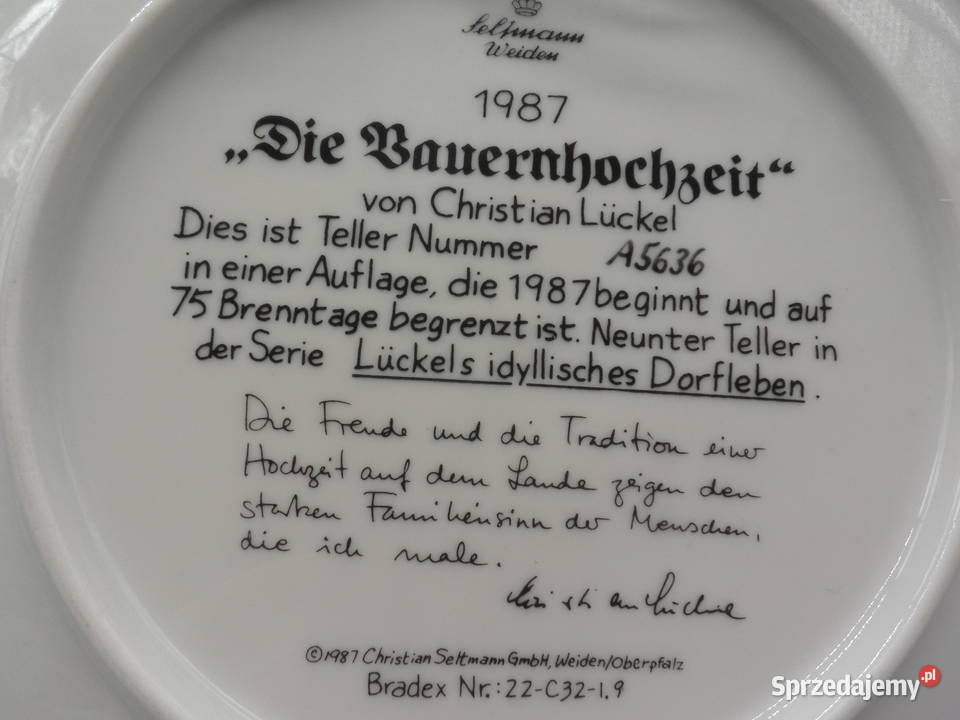 Seltmann
Weiden
1987
„Die Bauernhochzeit“
von Christian Lückel
Dies ist Teller Nummer A5636
in einer Auflage, die 1987 beginnt und auf
75 Brenntage begrenzt ist. Neunter Teller in
der Serie Lückels idyllisches Dorfleben.
Die Freude und die Tradition einer
Hochzeit auf dem Lande zeigen den
starken Familiensinn der Menschen,
die ich male.
Christian Lückel
©1987 Christian Seltmann GmbH, Weiden/Oberpfalz
Bradex Nr.: 22-C32-1.9
Sprzedajemy.pl